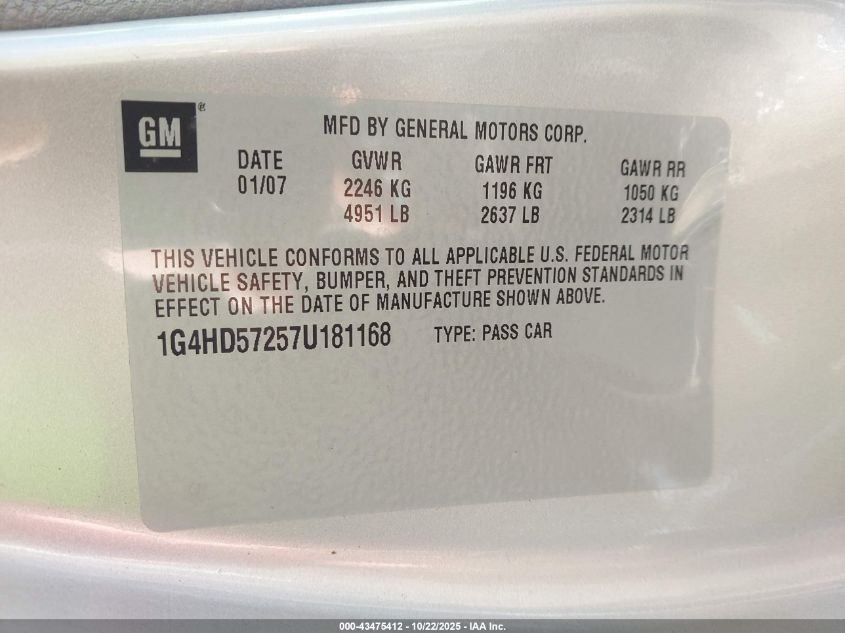 GM ®
MFD BY GENERAL MOTORS CORP.
DATE GVWR GAWR FRT GAWR RR
01/07 2246 KG 1196 KG 1050 KG
4951 LB 2637 LB 2314 LB
THIS VEHICLE CONFORMS TO ALL APPLICABLE U.S. FEDERAL MOTOR
VEHICLE SAFETY, BUMPER, AND THEFT PREVENTION STANDARDS IN
EFFECT ON THE DATE OF MANUFACTURE SHOWN ABOVE.
1G4HD57257U181168 TYPE: PASS CAR
000-43475412 - 10/22/2025 - IAA Inc.